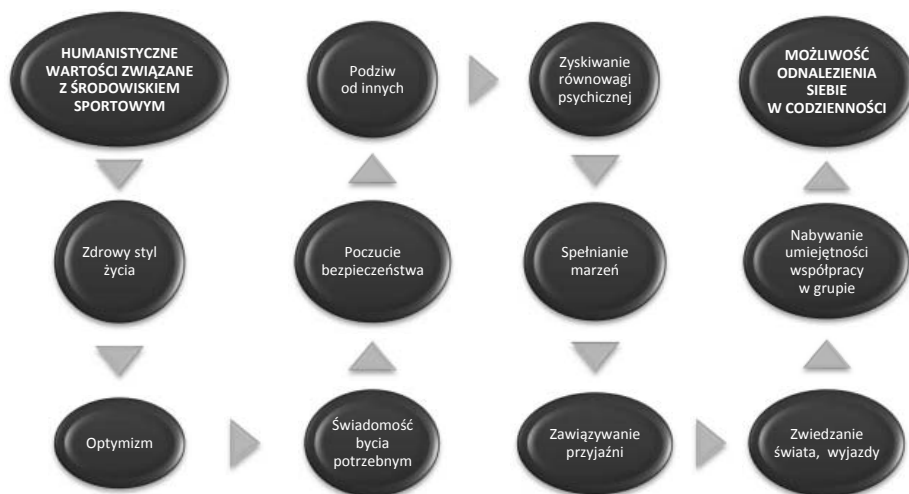 HUMANISTYCZNE
WARTOŚCI ZWIĄZANE
Z ŚRODOWISKIEM
SPORTOWYM
Zdrowy styl
życia
Optymizm
Świadomość
bycia
potrzebnym
Poczucie
bezpieczeństwa
Podziw
od innych
Zyskiwanie
równowagi
psychicznej
Spełnianie
marzeń
Zawiązywanie
przyjaźni
Zwiedzanie
świata, wyjazdy
Nabywanie
umiejętności
współpracy
w grupie
MOŻLIWOŚĆ
ODNALEZIENIA
SIEBIE
W CODZIENNOŚCI